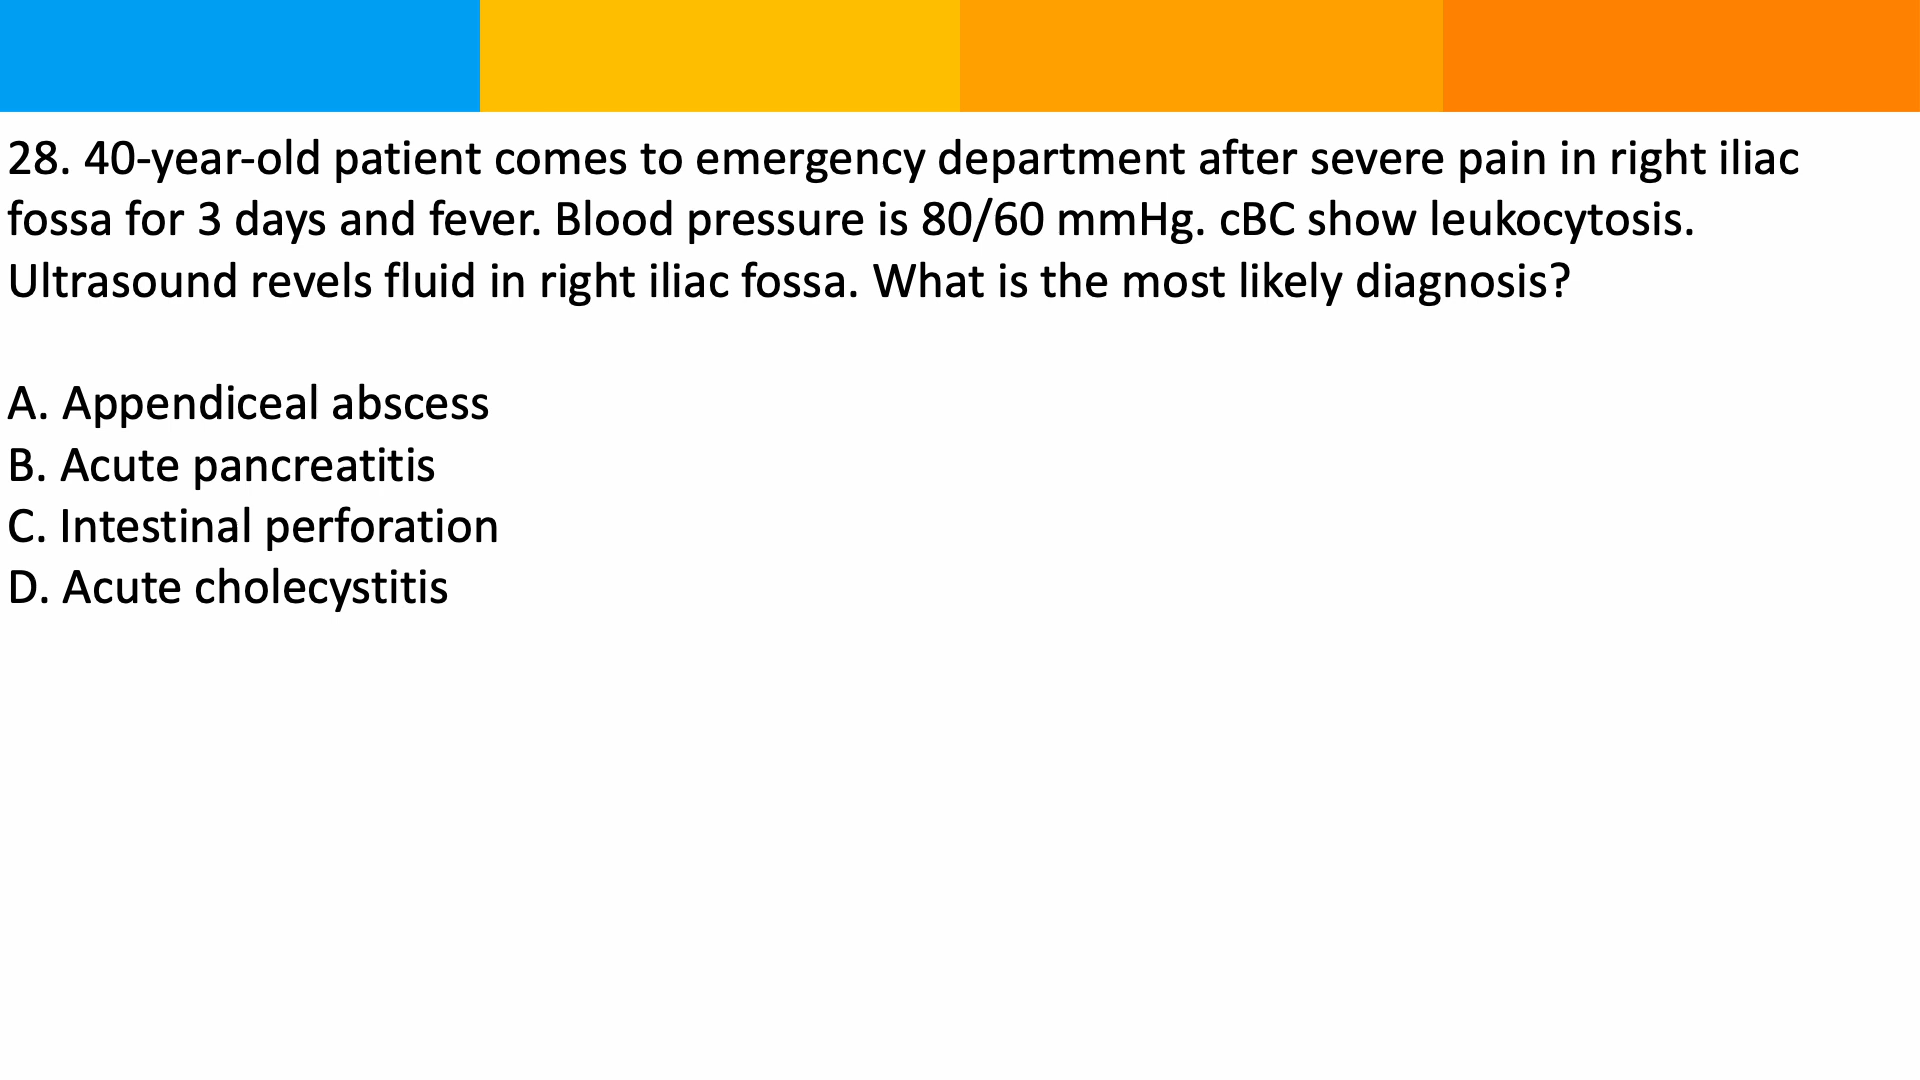 28. 40-year-old patient comes to emergency department after severe pain in right iliac
fossa for 3 days and fever. Blood pressure is 80/60 mmHg. cBC show leukocytosis.
Ultrasound revels fluid in right iliac fossa. What is the most likely diagnosis?
A. Appendiceal abscess
B. Acute pancreatitis
C. Intestinal perforation
D. Acute cholecystitis